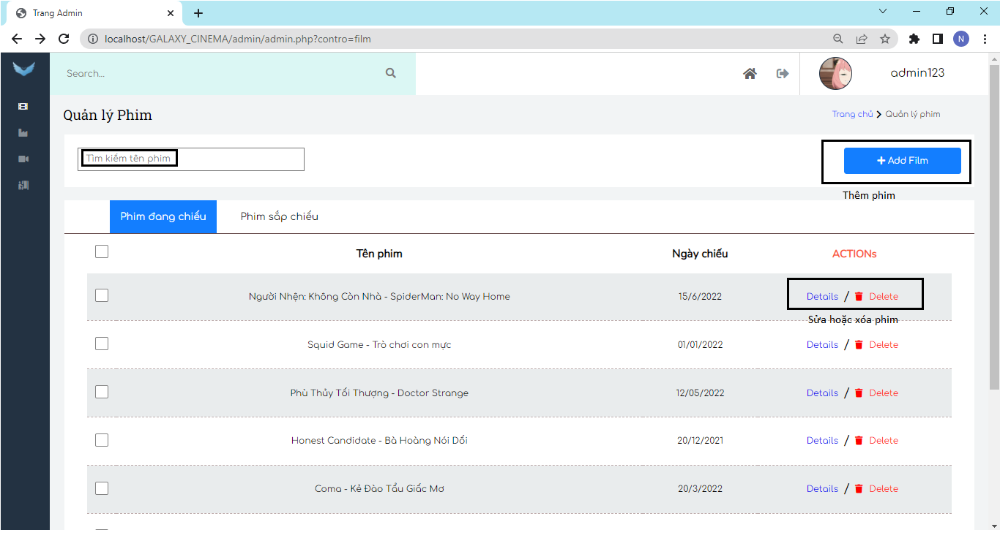 Trang Admin
localhost/GALAXY_CINEMA/admin/admin.php?contro=film
N
Search...
admin123
Quản lý Phim
Trang chủ > Quản lý phim
Tìm kiếm tên phim
+ Add Film
Thêm phim
Phim đang chiếu Phim sắp chiếu
Tên phim Ngày chiếu ACTIONs
Người Nhện: Không Còn Nhà - SpiderMan: No Way Home 15/6/2022 Details / Delete
Sửa hoặc xóa phim
Squid Game - Trò chơi con mực 01/01/2022 Details / Delete
Phù Thủy Tối Thượng - Doctor Strange 12/05/2022 Details / Delete
Honest Candidate - Bà Hoàng Nói Dối 20/12/2021 Details / Delete
Coma - Kẻ Đào Tẩu Giấc Mơ 20/3/2022 Details / Delete